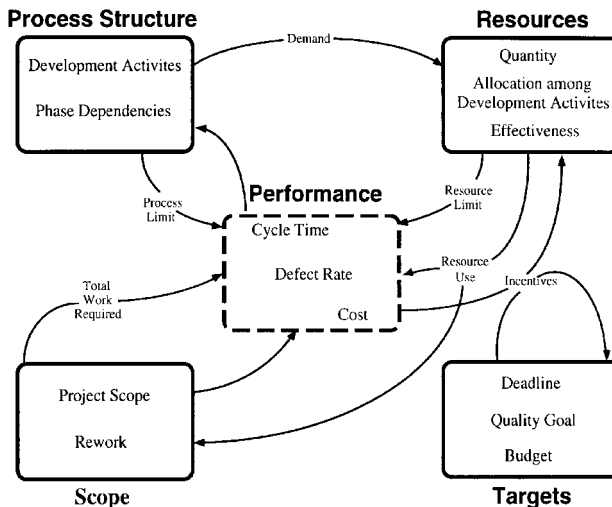 Process Structure
Development Activites
Phase Dependencies
Demand
Resources
Quantity
Allocation among
Development Activites
Effectiveness
Process
Limit
Performance
Cycle Time
Defect Rate
Cost
Resource
Limit
Resource
Use
Incentives
Total
Work
Required
Project Scope
Rework
Scope
Deadline
Quality Goal
Budget
Targets